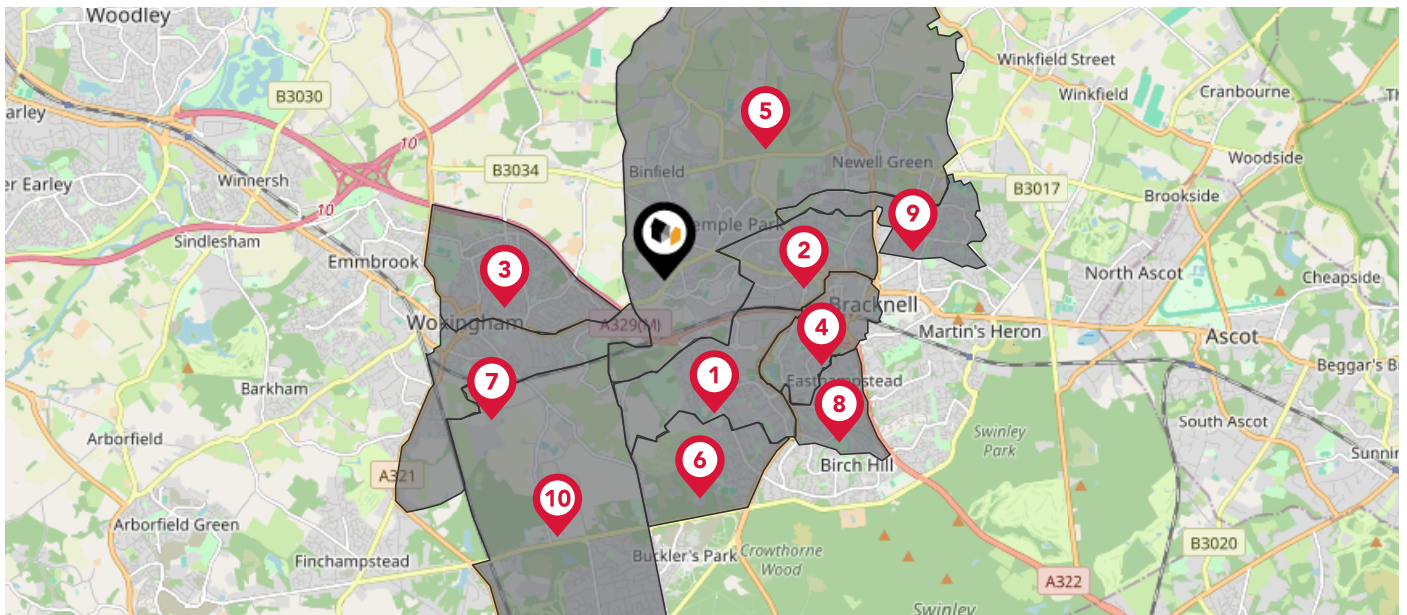 Woodley
Winkfield Street
B3030
Winkfield
Cranbourne
arley
5
10
Newell Green
Woodside
B3034
Binfield
Winnersh
er Earley
B3017
Brookside
10
9
emple Park
Sindlesham
2
Emmbrook
3
North Ascot
Cheapside
Bracknell
Wokingham
A329(M)
4
Martin's Heron
Ascot
Beggar's B
7
1
Easthampstead
Barkham
8
South Ascot
Arborfield
Swinley
Park
6
Birch Hill
Sunnin
A321
10
Arborfield Green
B3020
Finchampstead
Buckler's Park
Crowthorne
Wood
A322
Swinley